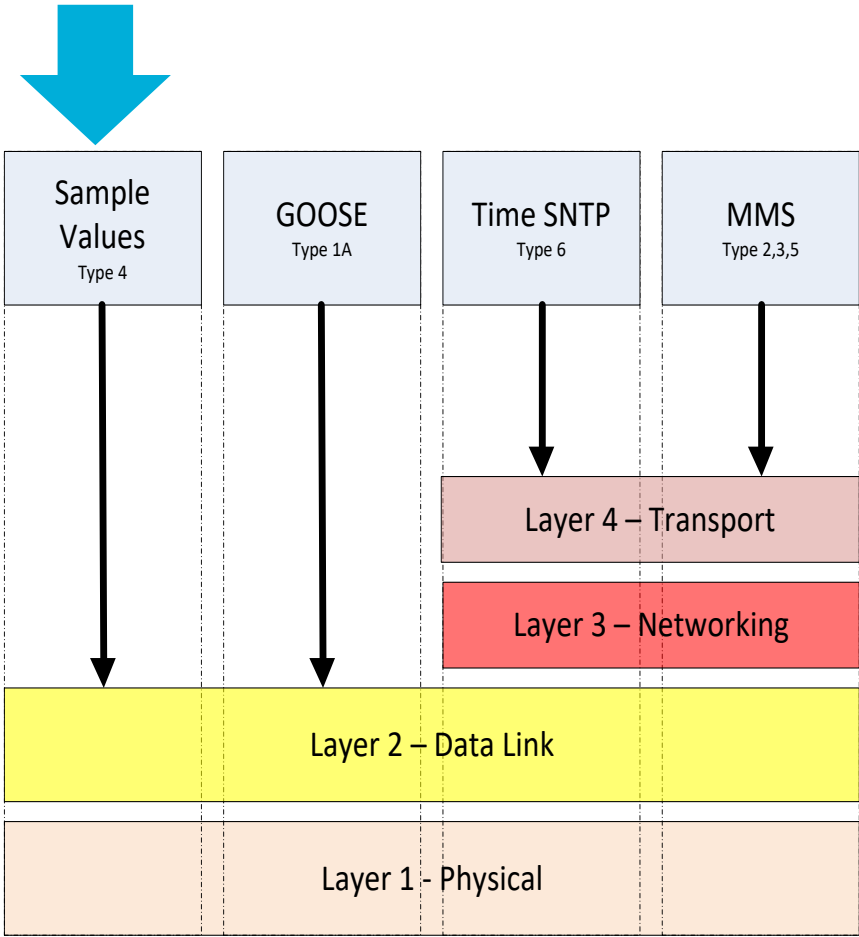 Sample
Values
Type 4
GOOSE
Type 1A
Time SNTP
Type 6
MMS
Type 2,3,5
Layer 4 – Transport
Layer 3 – Networking
Layer 2 – Data Link
Layer 1 - Physical